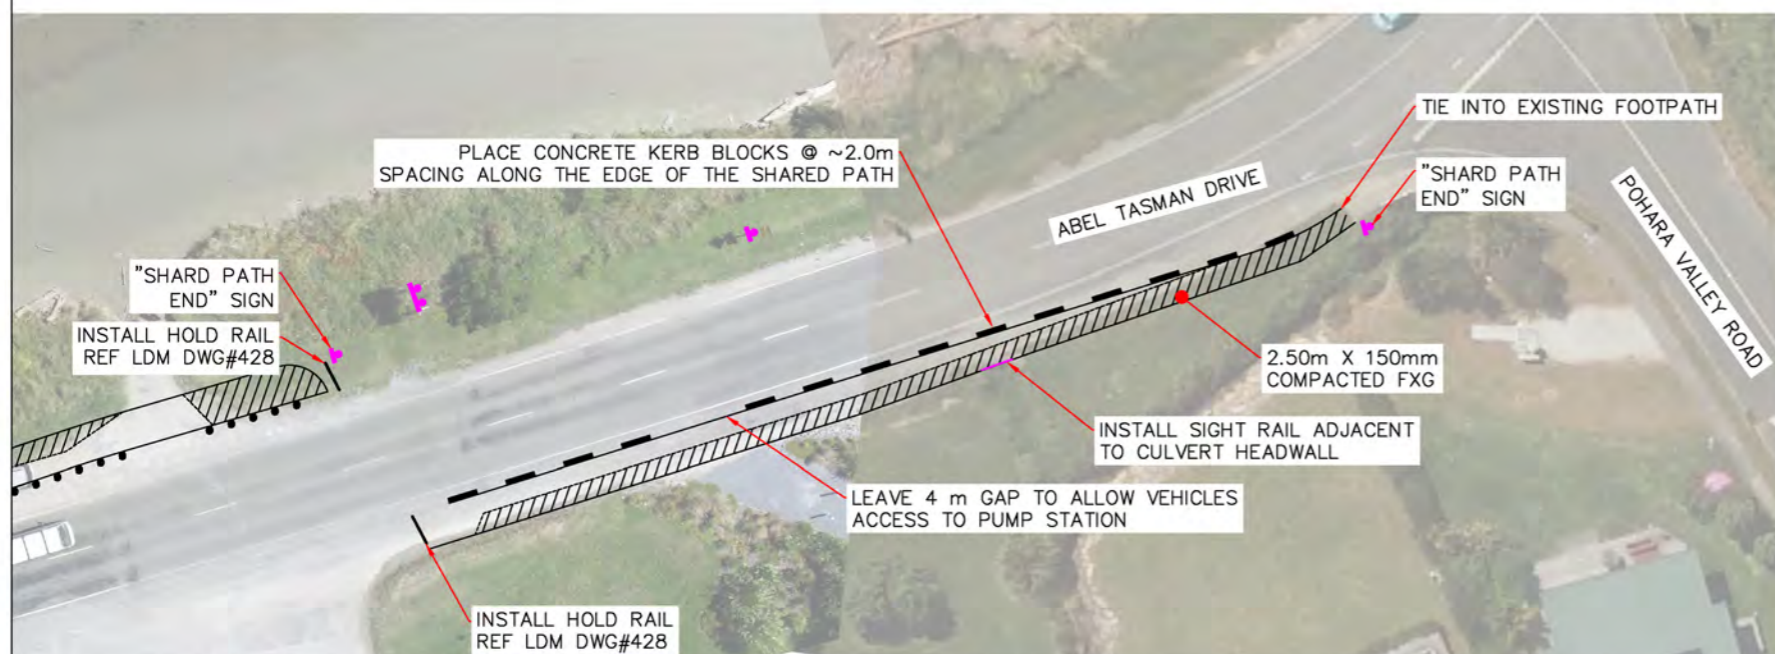 PLACE CONCRETE KERB BLOCKS @ ~2.0m
SPACING ALONG THE EDGE OF THE SHARED PATH
TIE INTO EXISTING FOOTPATH
"SHARD PATH
END" SIGN
ABEL TASMAN DRIVE
POHARA VALLEY ROAD
"SHARD PATH
END" SIGN
INSTALL HOLD RAIL
REF LDM DWG#428
2.50m X 150mm
COMPACTED FXG
INSTALL SIGHT RAIL ADJACENT
TO CULVERT HEADWALL
LEAVE 4 m GAP TO ALLOW VEHICLES
ACCESS TO PUMP STATION
INSTALL HOLD RAIL
REF LDM DWG#428